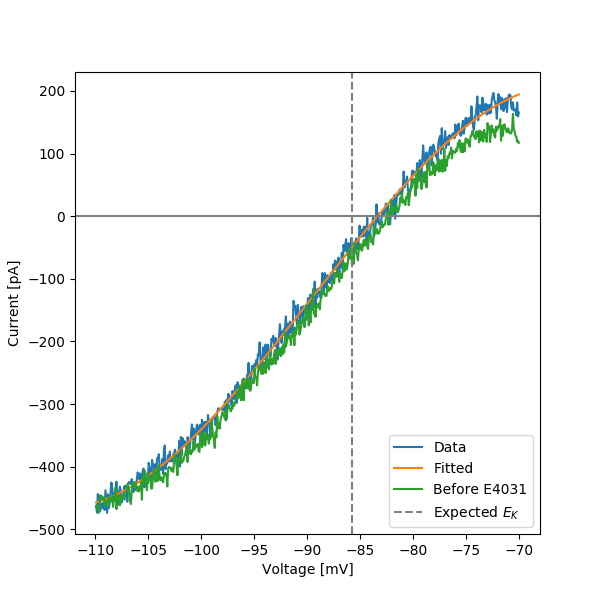 200
100
0
−100
−200
−300
−400
−500
Current [pA]
Data
Fitted
Before E4031
Expected $E_K$
−110 −105 −100 −95 −90 −85 −80 −75 −70
Voltage [mV]